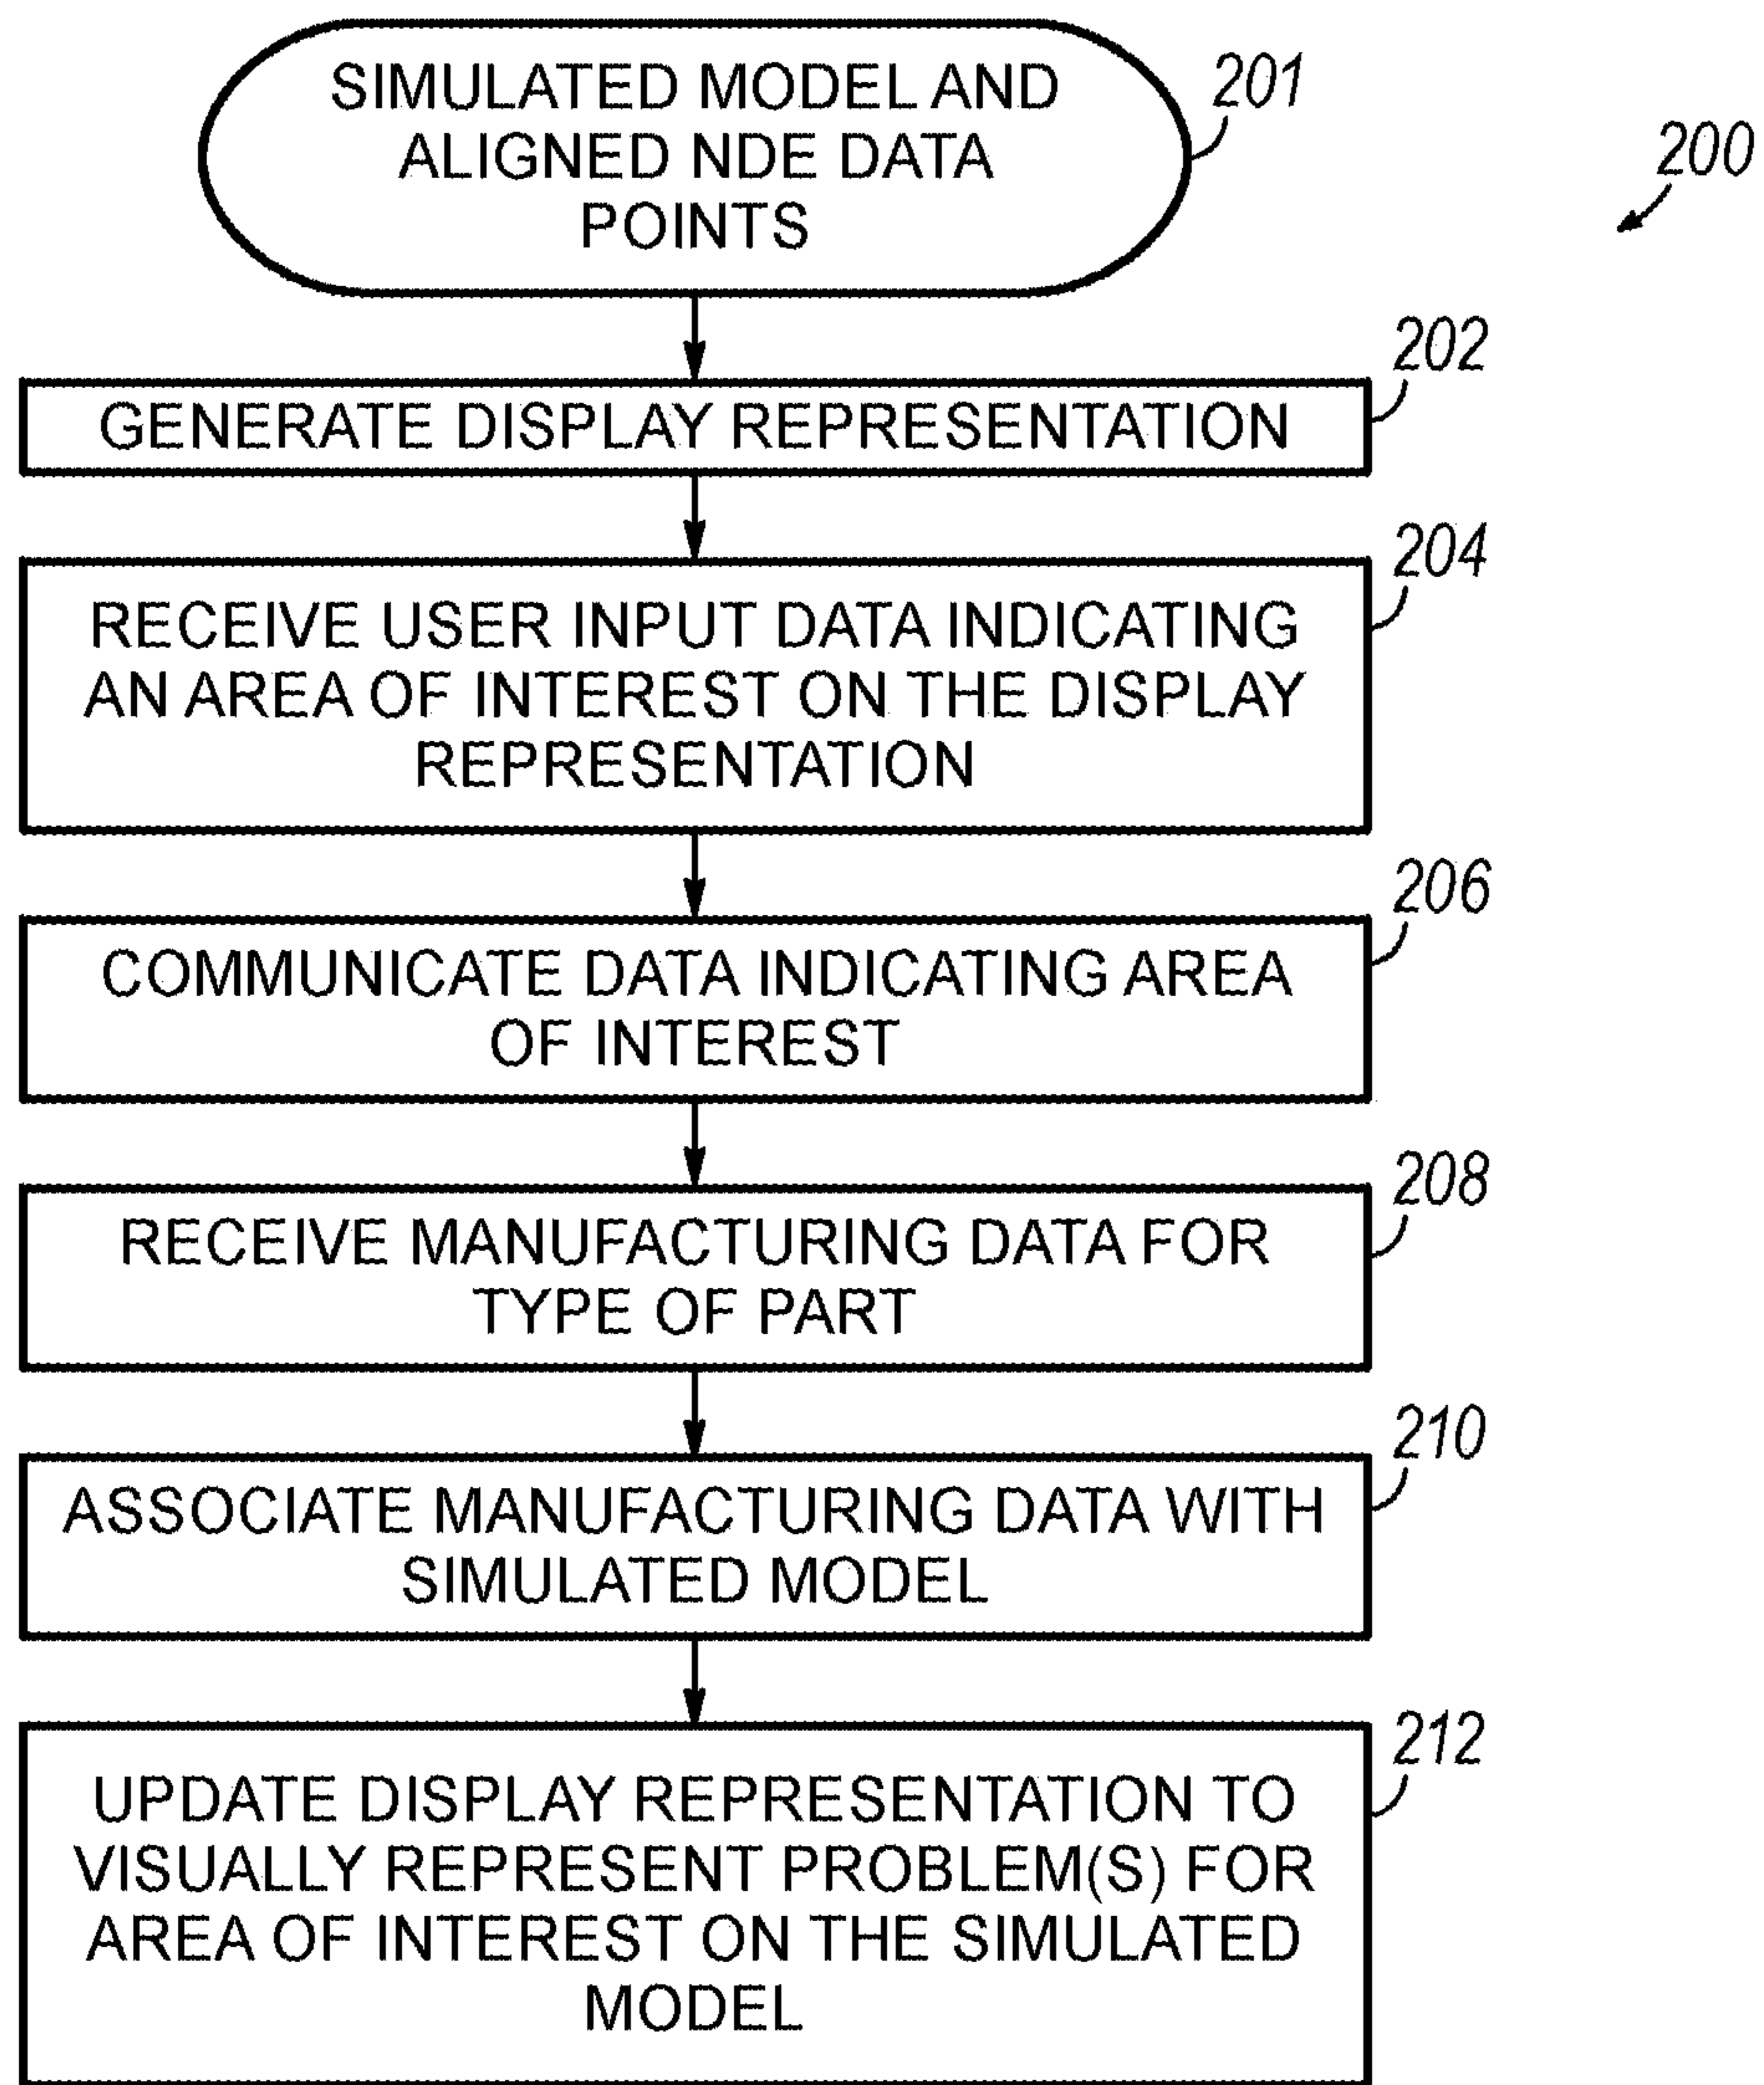 SIMULATED MODEL AND
ALIGNED NDE DATA
POINTS
201
200
202
GENERATE DISPLAY REPRESENTATION
204
RECEIVE USER INPUT DATA INDICATING
AN AREA OF INTEREST ON THE DISPLAY
REPRESENTATION
206
COMMUNICATE DATA INDICATING AREA
OF INTEREST
208
RECEIVE MANUFACTURING DATA FOR
TYPE OF PART
210
ASSOCIATE MANUFACTURING DATA WITH
SIMULATED MODEL
212
UPDATE DISPLAY REPRESENTATION TO
VISUALLY REPRESENT PROBLEM(S) FOR
AREA OF INTEREST ON THE SIMULATED
MODEL